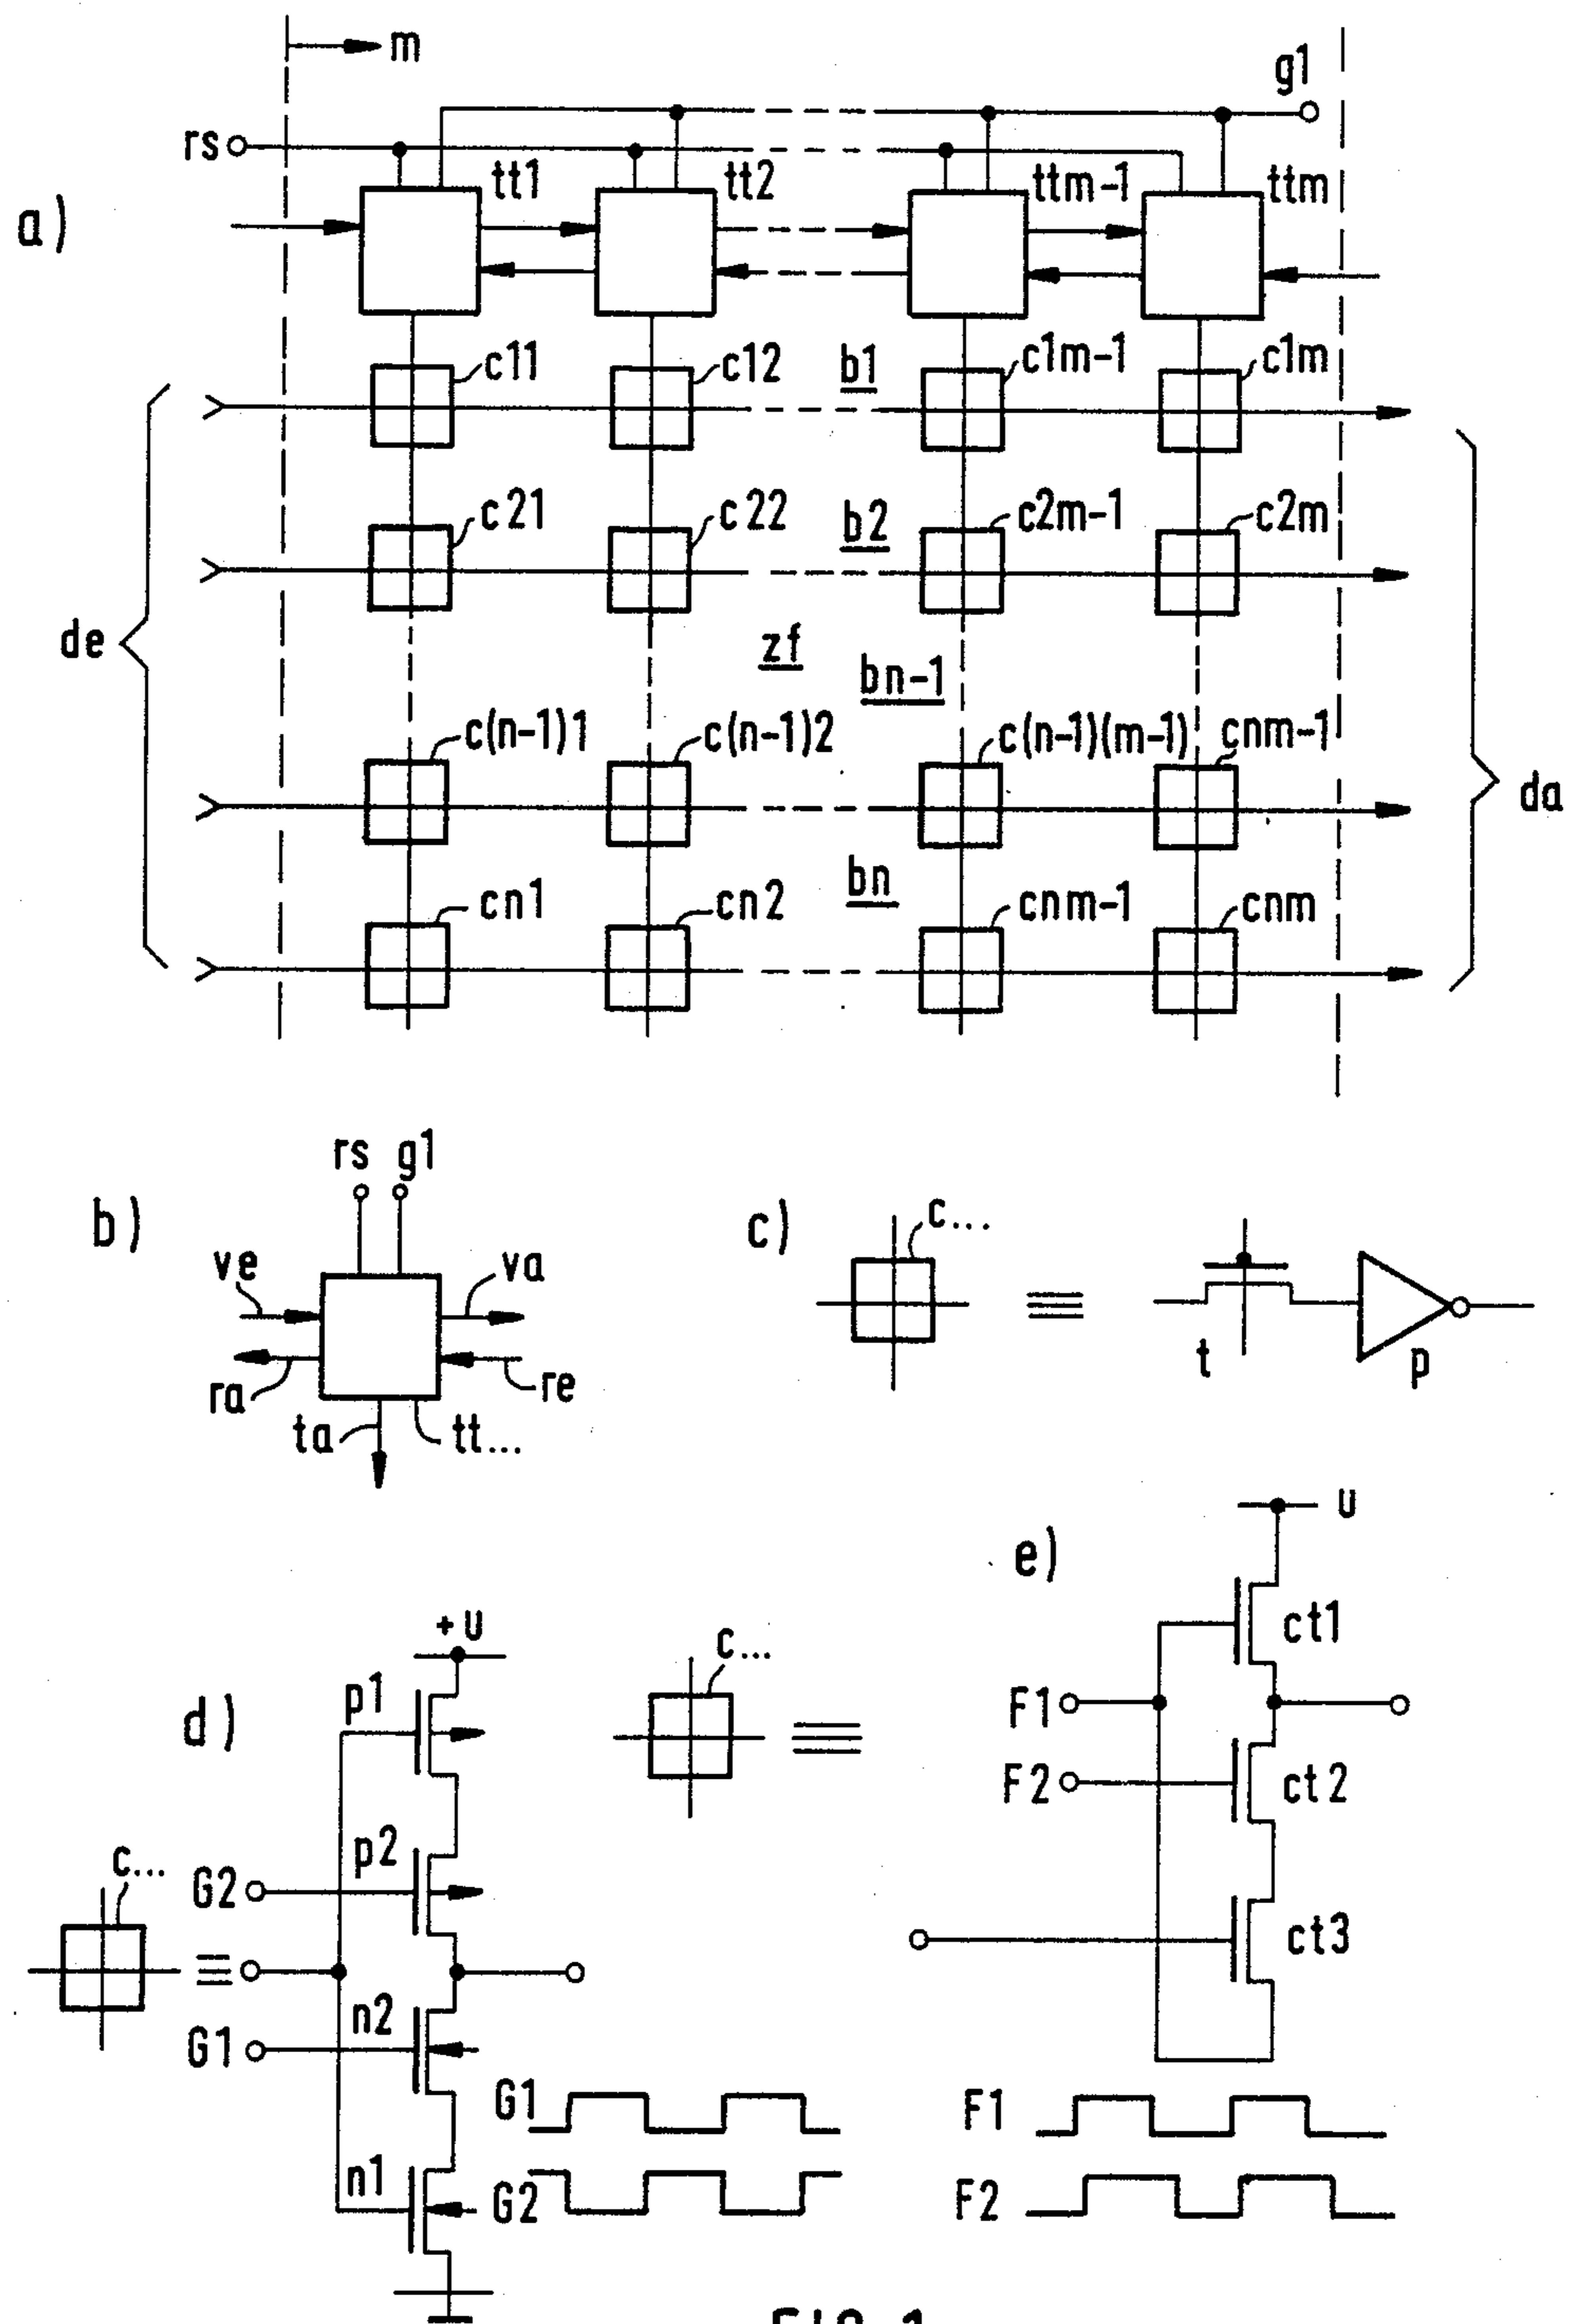 m
g1
rs
tt1 tt2 ttm-1 ttm
a)
c11 c12 b1 c1m-1 c1m
c21 c22 b2 c2m-1 c2m
de zf bn-1
c(n-1)1 c(n-1)2 c(n-1)(m-1) cnm-1
da
cn1 cn2 bn cnm-1 cnm
rs g1
b) c) c...
ve va
t p
ra re
ta tt...
U
e)
+U ct1
c...
p1
d) F1
F2 ct2
p2
c... G2
ct3
n2
G1
G1 F1
n1
G2 F2